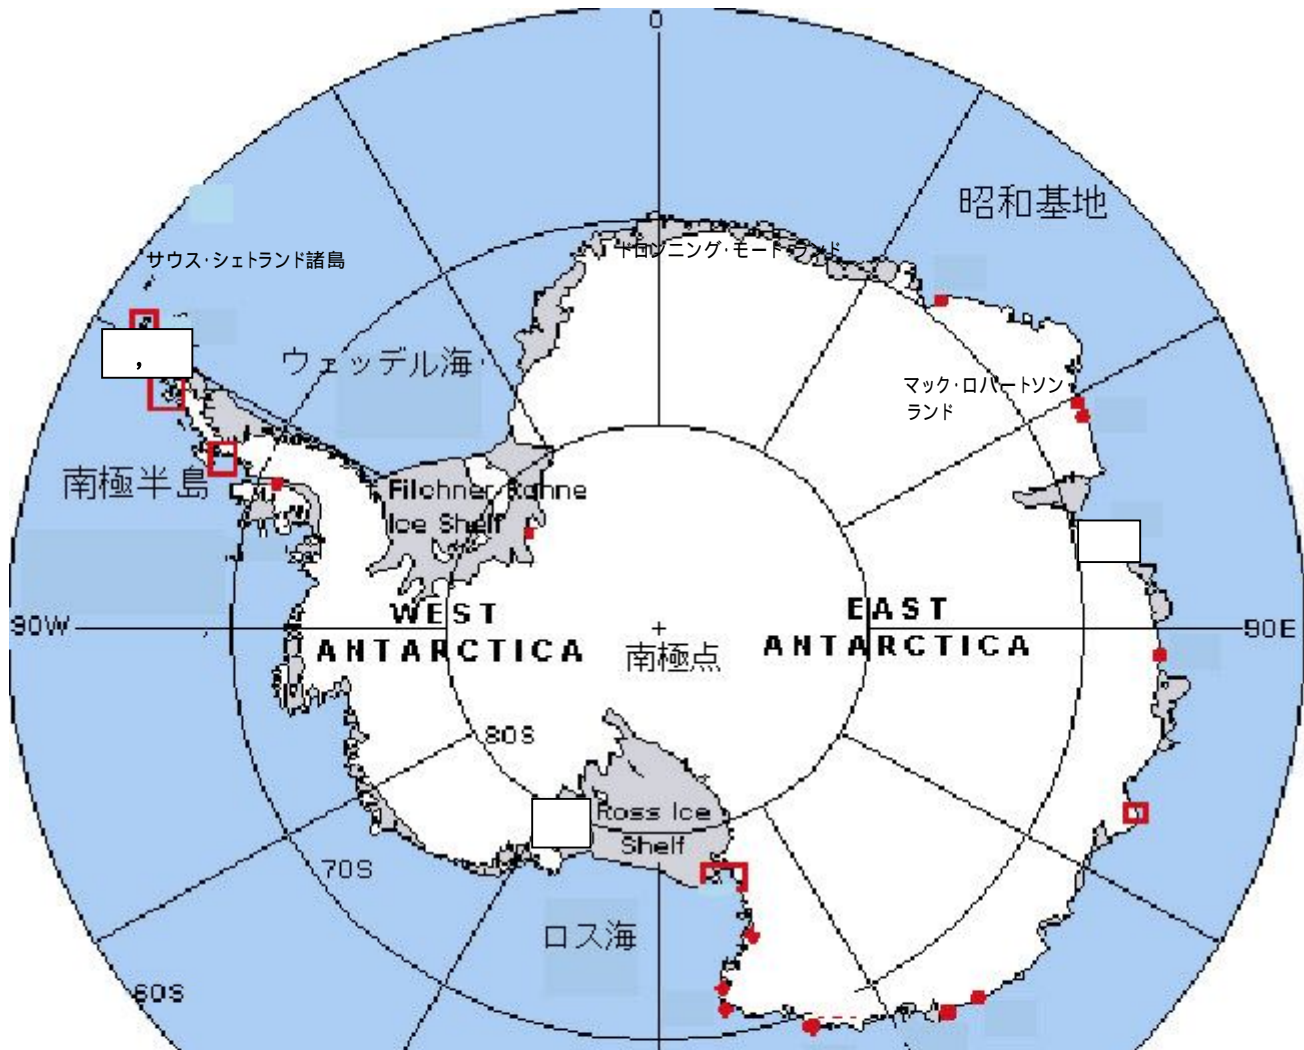 0
昭和基地
ドロンニング・モード・ランド
サウス・シェトランド諸島
ウェッデル海
,
マック・ロバートソン
ランド
南極半島
Filchner Ronne
Ice Shelf
WEST
ANTARCTICA
EAST
ANTARCTICA
90W
90E
南極点
80S
Ross Ice
Shelf
70S
ロス海
60S